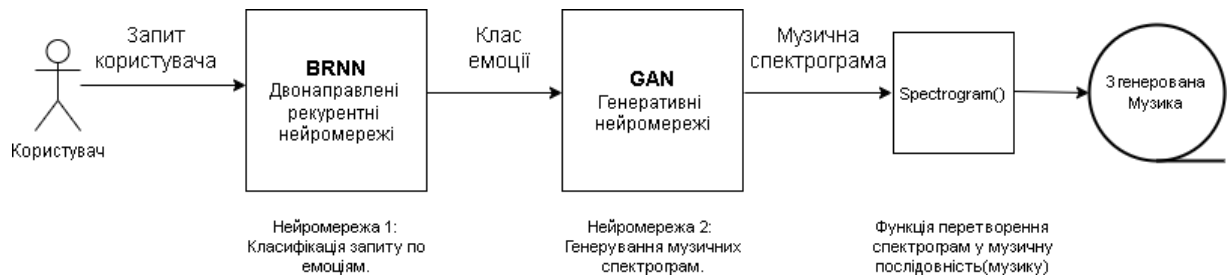 Користувач
Запит
користувача
BRNN
Двонаправлені
рекурентні
нейромережі
Нейромережа 1:
Класифікація запиту по
емоціям.
Клас
емоції
GAN
Генеративні
нейромережі
Нейромережа 2:
Генерування музичних
спектрограм.
Музична
спектрограма
Spectrogram()
Функція перетворення
спектрограм у музичну
послідовність(музику)
Згенерована
Музика